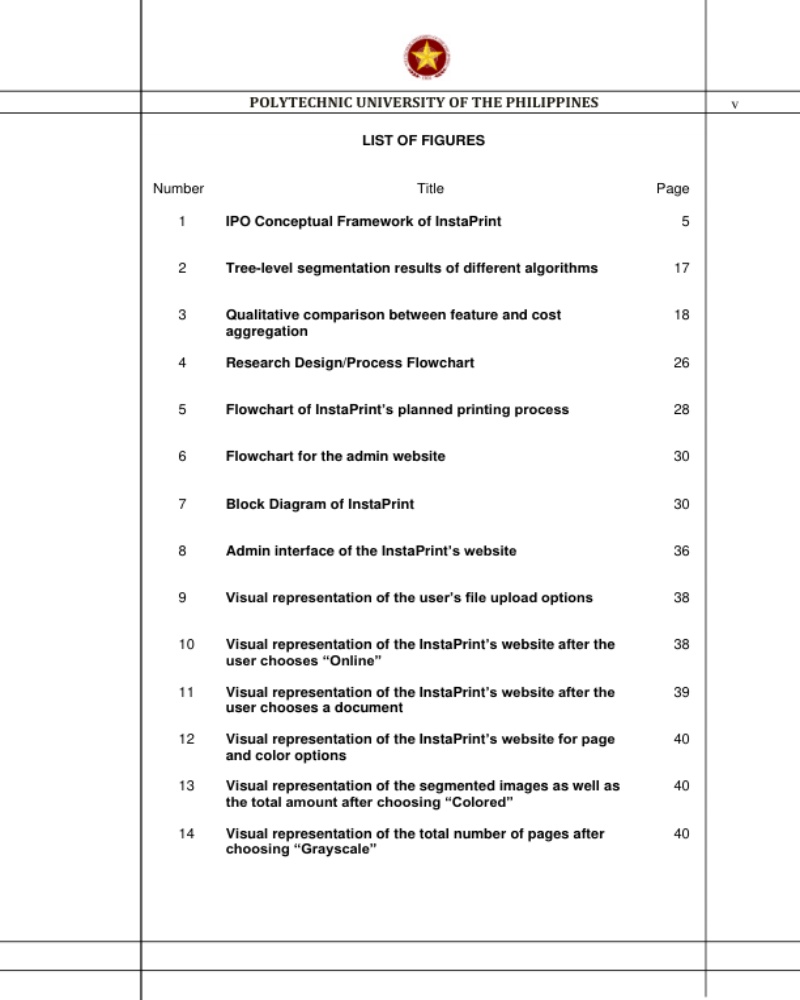 POLYTECHNIC UNIVERSITY OF THE PHILIPPINES v
LIST OF FIGURES
Number Title Page
1 IPO Conceptual Framework of InstaPrint 5
2 Tree-level segmentation results of different algorithms 17
3 Qualitative comparison between feature and cost 18
aggregation
4 Research Design/Process Flowchart 26
5 Flowchart of InstaPrint's planned printing process 28
6 Flowchart for the admin website 30
7 Block Diagram of InstaPrint 30
8 Admin interface of the InstaPrint's website 36
9 Visual representation of the user's file upload options 38
10 Visual representation of the InstaPrint's website after the 38
user chooses “Online”
11 Visual representation of the InstaPrint's website after the 39
user chooses a document
12 Visual representation of the InstaPrint's website for page 40
and color options
13 Visual representation of the segmented images as well as 40
the total amount after choosing “Colored”
14 Visual representation of the total number of pages after 40
choosing “Grayscale”